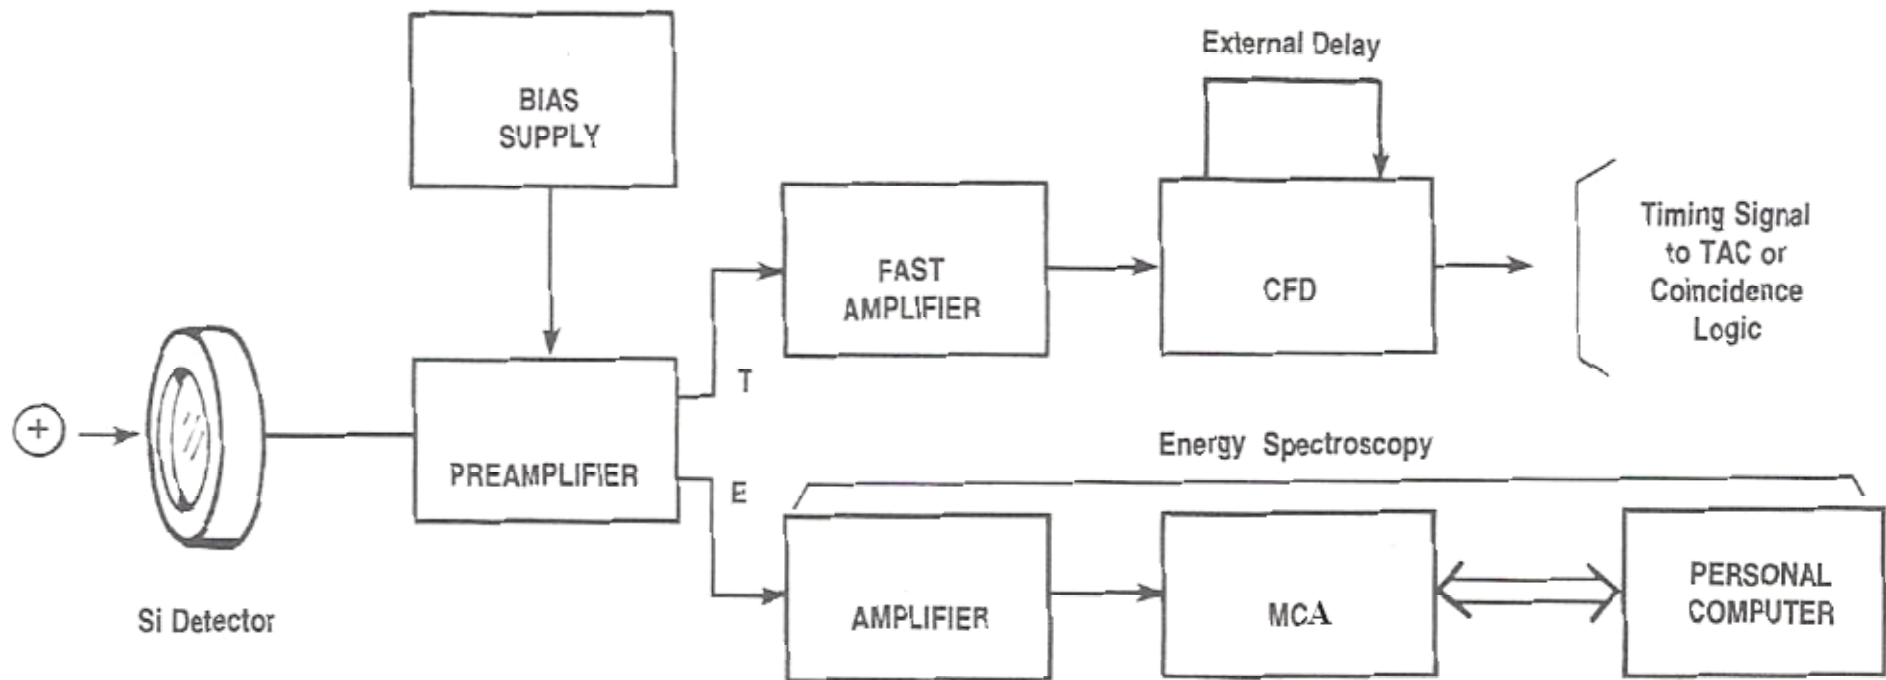 BIAS
SUPPLY
External Delay
FAST
AMPLIFIER
CFD
Timing Signal
to TAC or
Coincidence
Logic
+
PREAMPLIFIER
T
E
Si Detector
Energy Spectroscopy
AMPLIFIER
MCA
PERSONAL
COMPUTER